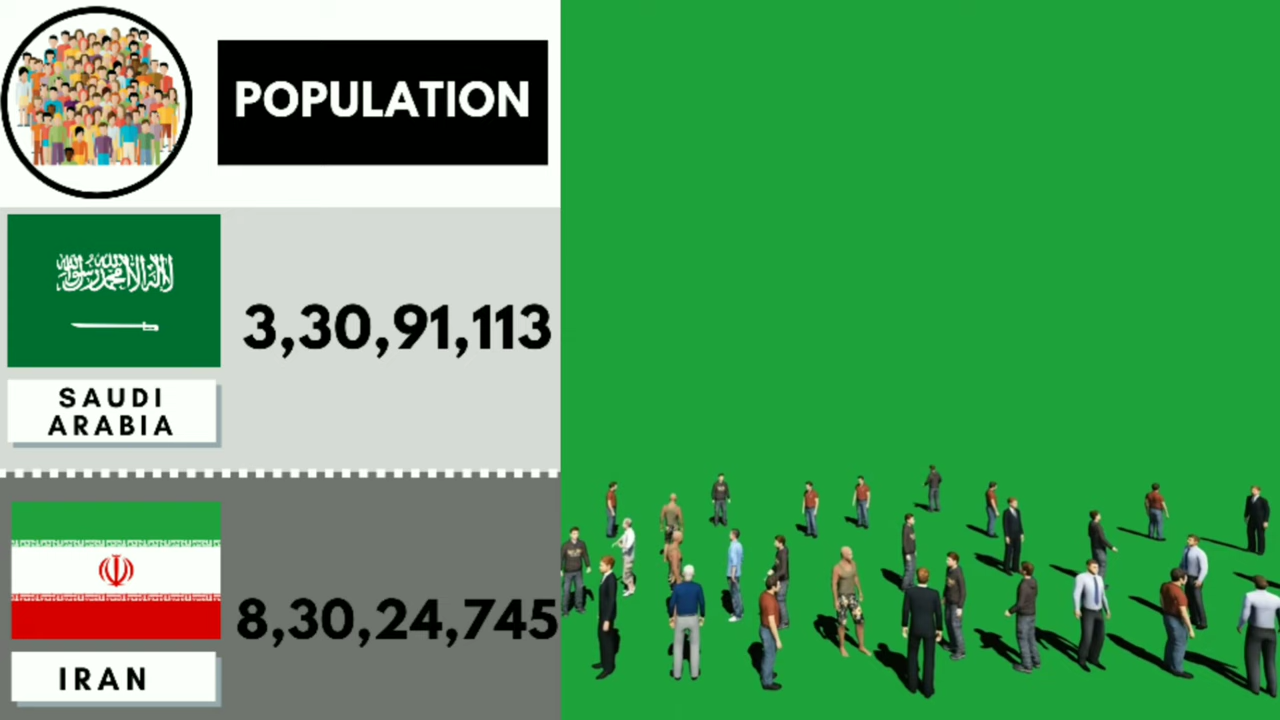 POPULATION
لا إله إلا الله محمد رسول الله
3,30,91,113
SAUDI
ARABIA
8,30,24,745
IRAN